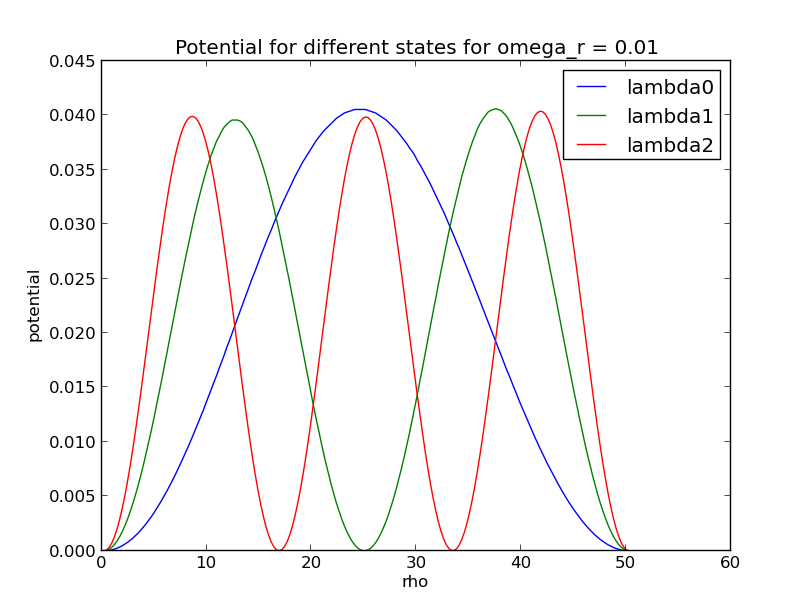 Potential for different states for omega_r = 0.01
lambda0
lambda1
lambda2
potential
0.045
0.040
0.035
0.030
0.025
0.020
0.015
0.010
0.005
0.000
0 10 20 30 40 50 60
rho